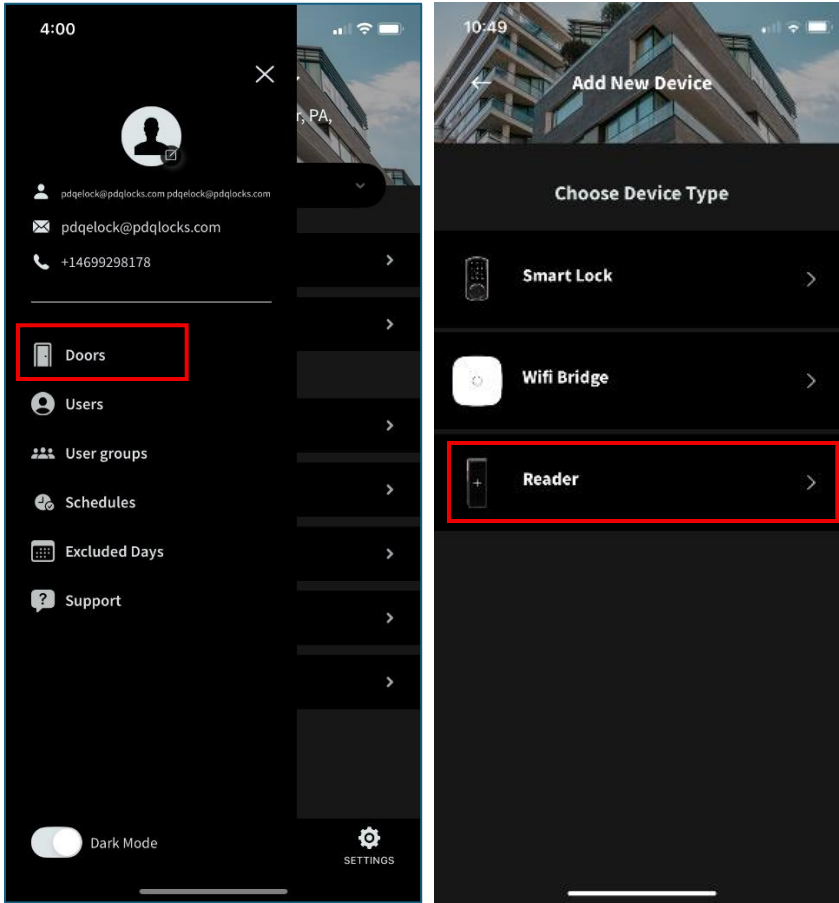 4:00
r, PA,
pdqelock@pdqlocks.com pdqelock@pdqlocks.com
pdqelock@pdqlocks.com
+14699298178
Doors
Users
User groups
Schedules
Excluded Days
? Support
Dark Mode
SETTINGS
10:49
Add New Device
Choose Device Type
Smart Lock
Wifi Bridge
Reader